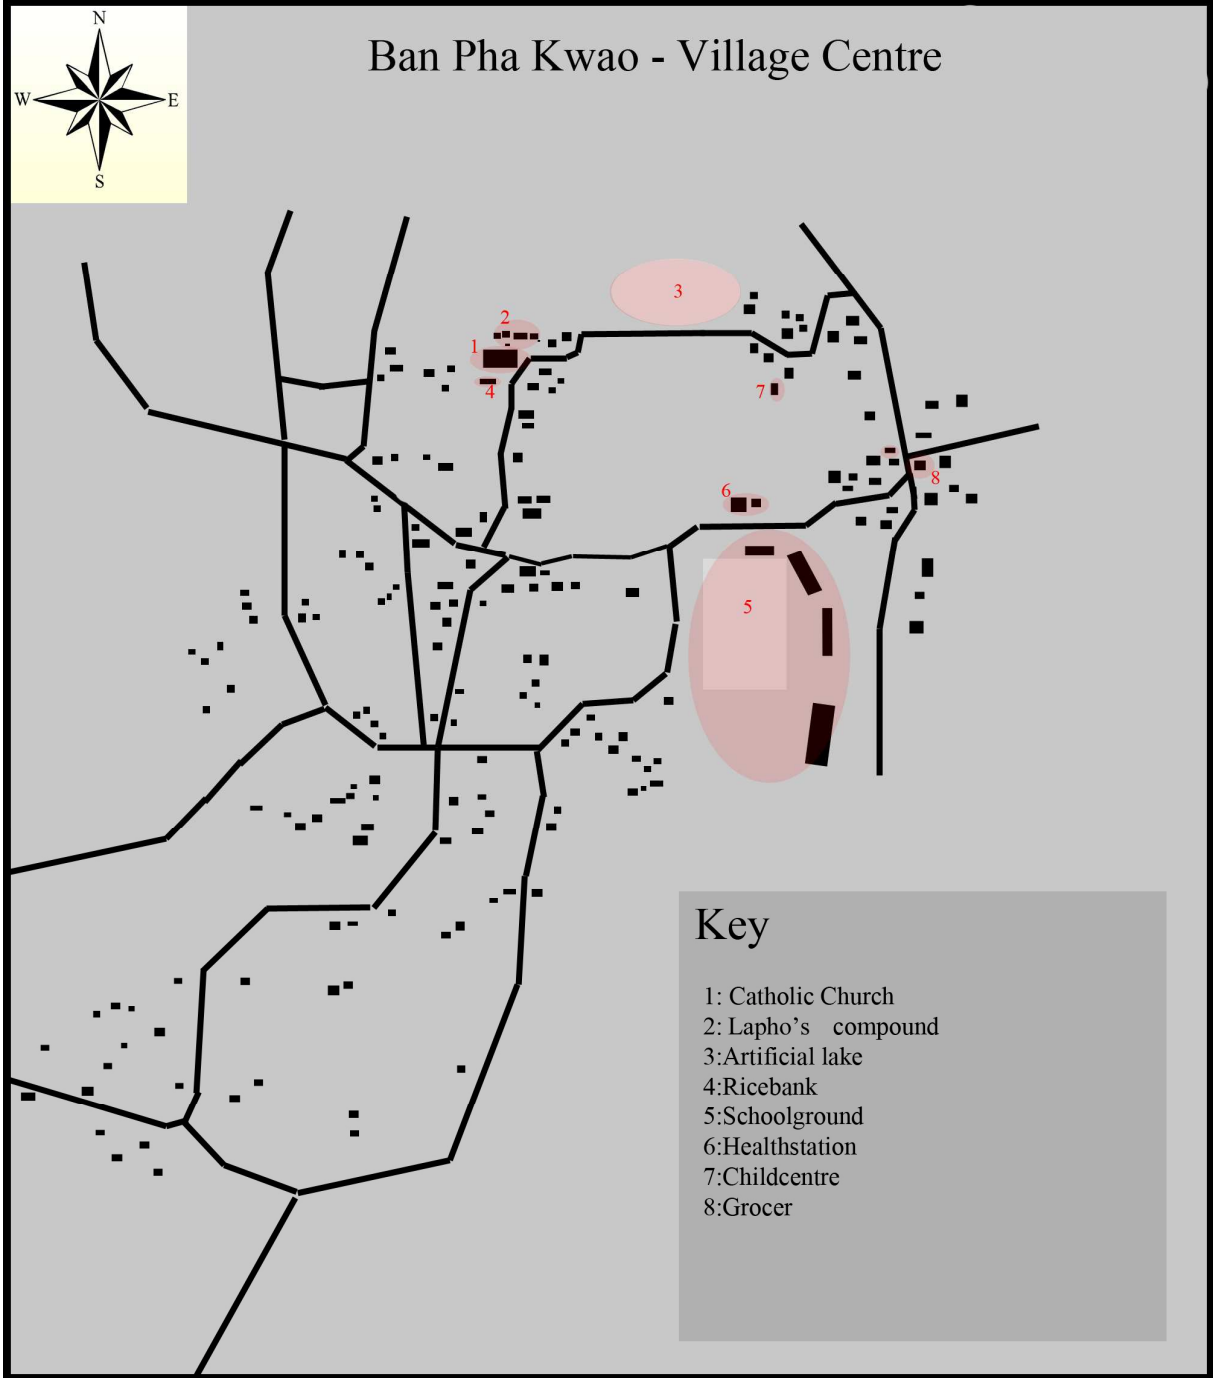 N
W E
S
Ban Pha Kwao - Village Centre
3
2
1
4
7
8
6
5
Key
1: Catholic Church
2: Lapho's compound
3:Artificial lake
4:Ricebank
5:Schoolground
6:Healthstation
7:Childcentre
8:Grocer